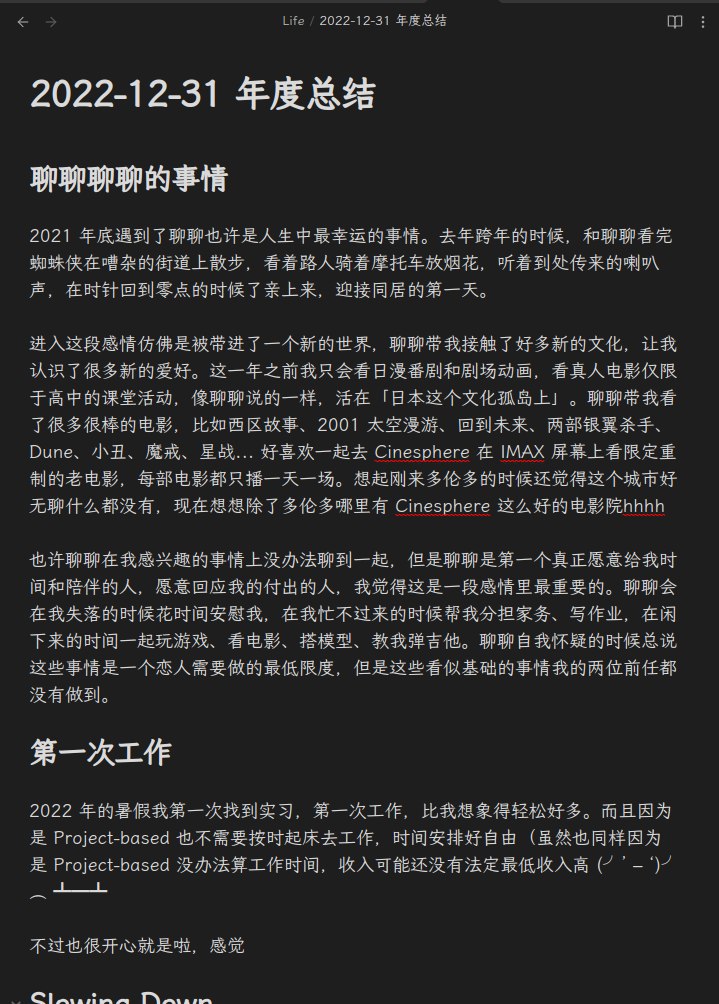 Life / 2022-12-31 年度总结
2022-12-31 年度总结
聊聊聊聊的事情
2021 年底遇到了聊聊也许是人生中最幸运的事情。去年跨年的时候，和聊聊看完
蜘蛛侠在嘈杂的街道上散步，看着路人骑着摩托车放烟花，听着到处传来的喇叭
声，在时针回到零点的时候了亲上来，迎接同居的第一天。
进入这段感情仿佛是被带进了一个新的世界，聊聊带我接触了好多新的文化，让我
认识了很多新的爱好。这一年之前我只会看日漫番剧和剧场动画，看真人电影仅限
于高中的课堂活动，像聊聊说的一样，活在「日本这个文化孤岛上」。聊聊带我看
了很多很棒的电影，比如西区故事、2001 太空漫游、回到未来、两部银翼杀手、
Dune、小丑、魔戒、星战... 好喜欢一起去 Cinesphere 在 IMAX 屏幕上看限定重
制的老电影，每部电影都只播一天一场。想起刚来多伦多的时候还觉得这个城市好
无聊什么都没有，现在想想除了多伦多哪里有 Cinesphere 这么好的电影院hhhh
也许聊聊在我感兴趣的事情上没办法聊到一起，但是聊聊是第一个真正愿意给我时
间和陪伴的人，愿意回应我的付出的人，我觉得这是一段感情里最重要的。聊聊会
在我失落的时候花时间安慰我，在我忙不过来的时候帮我分担家务、写作业，在闲
下来的时间一起玩游戏、看电影、搭模型、教我弹吉他。聊聊自我怀疑的时候总说
这些事情是一个恋人需要做的最低限度，但是这些看似基础的事情我的两位前任都
没有做到。
第一次工作
2022 年的暑假我第一次找到实习，第一次工作，比我想象得轻松好多。而且因为
是 Project-based 也不需要按时起床去工作，时间安排好自由（虽然也同样因为
是 Project-based 没办法算工作时间，收入可能还没有法定最低收入高 (╯’ – ‘)╯
︵ ┻━┻
不过也很开心就是啦，感觉
Slowing Down